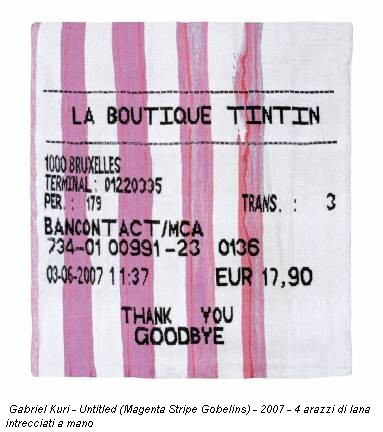 LA BOUTIQUE TINTIN
1000 BRUXELLES
TERMINAL: 01220335
PER. : 179 TRANS. : 3
BANCONTACT/MCA
734-01 00991-23 0136
03-06-2007 11:37 EUR 17,90
THANK YOU
GOODBYE
Gabriel Kuri - Untitled (Magenta Stripe Gobelins) - 2007 - 4 arazzi di lana
intrecciati a mano